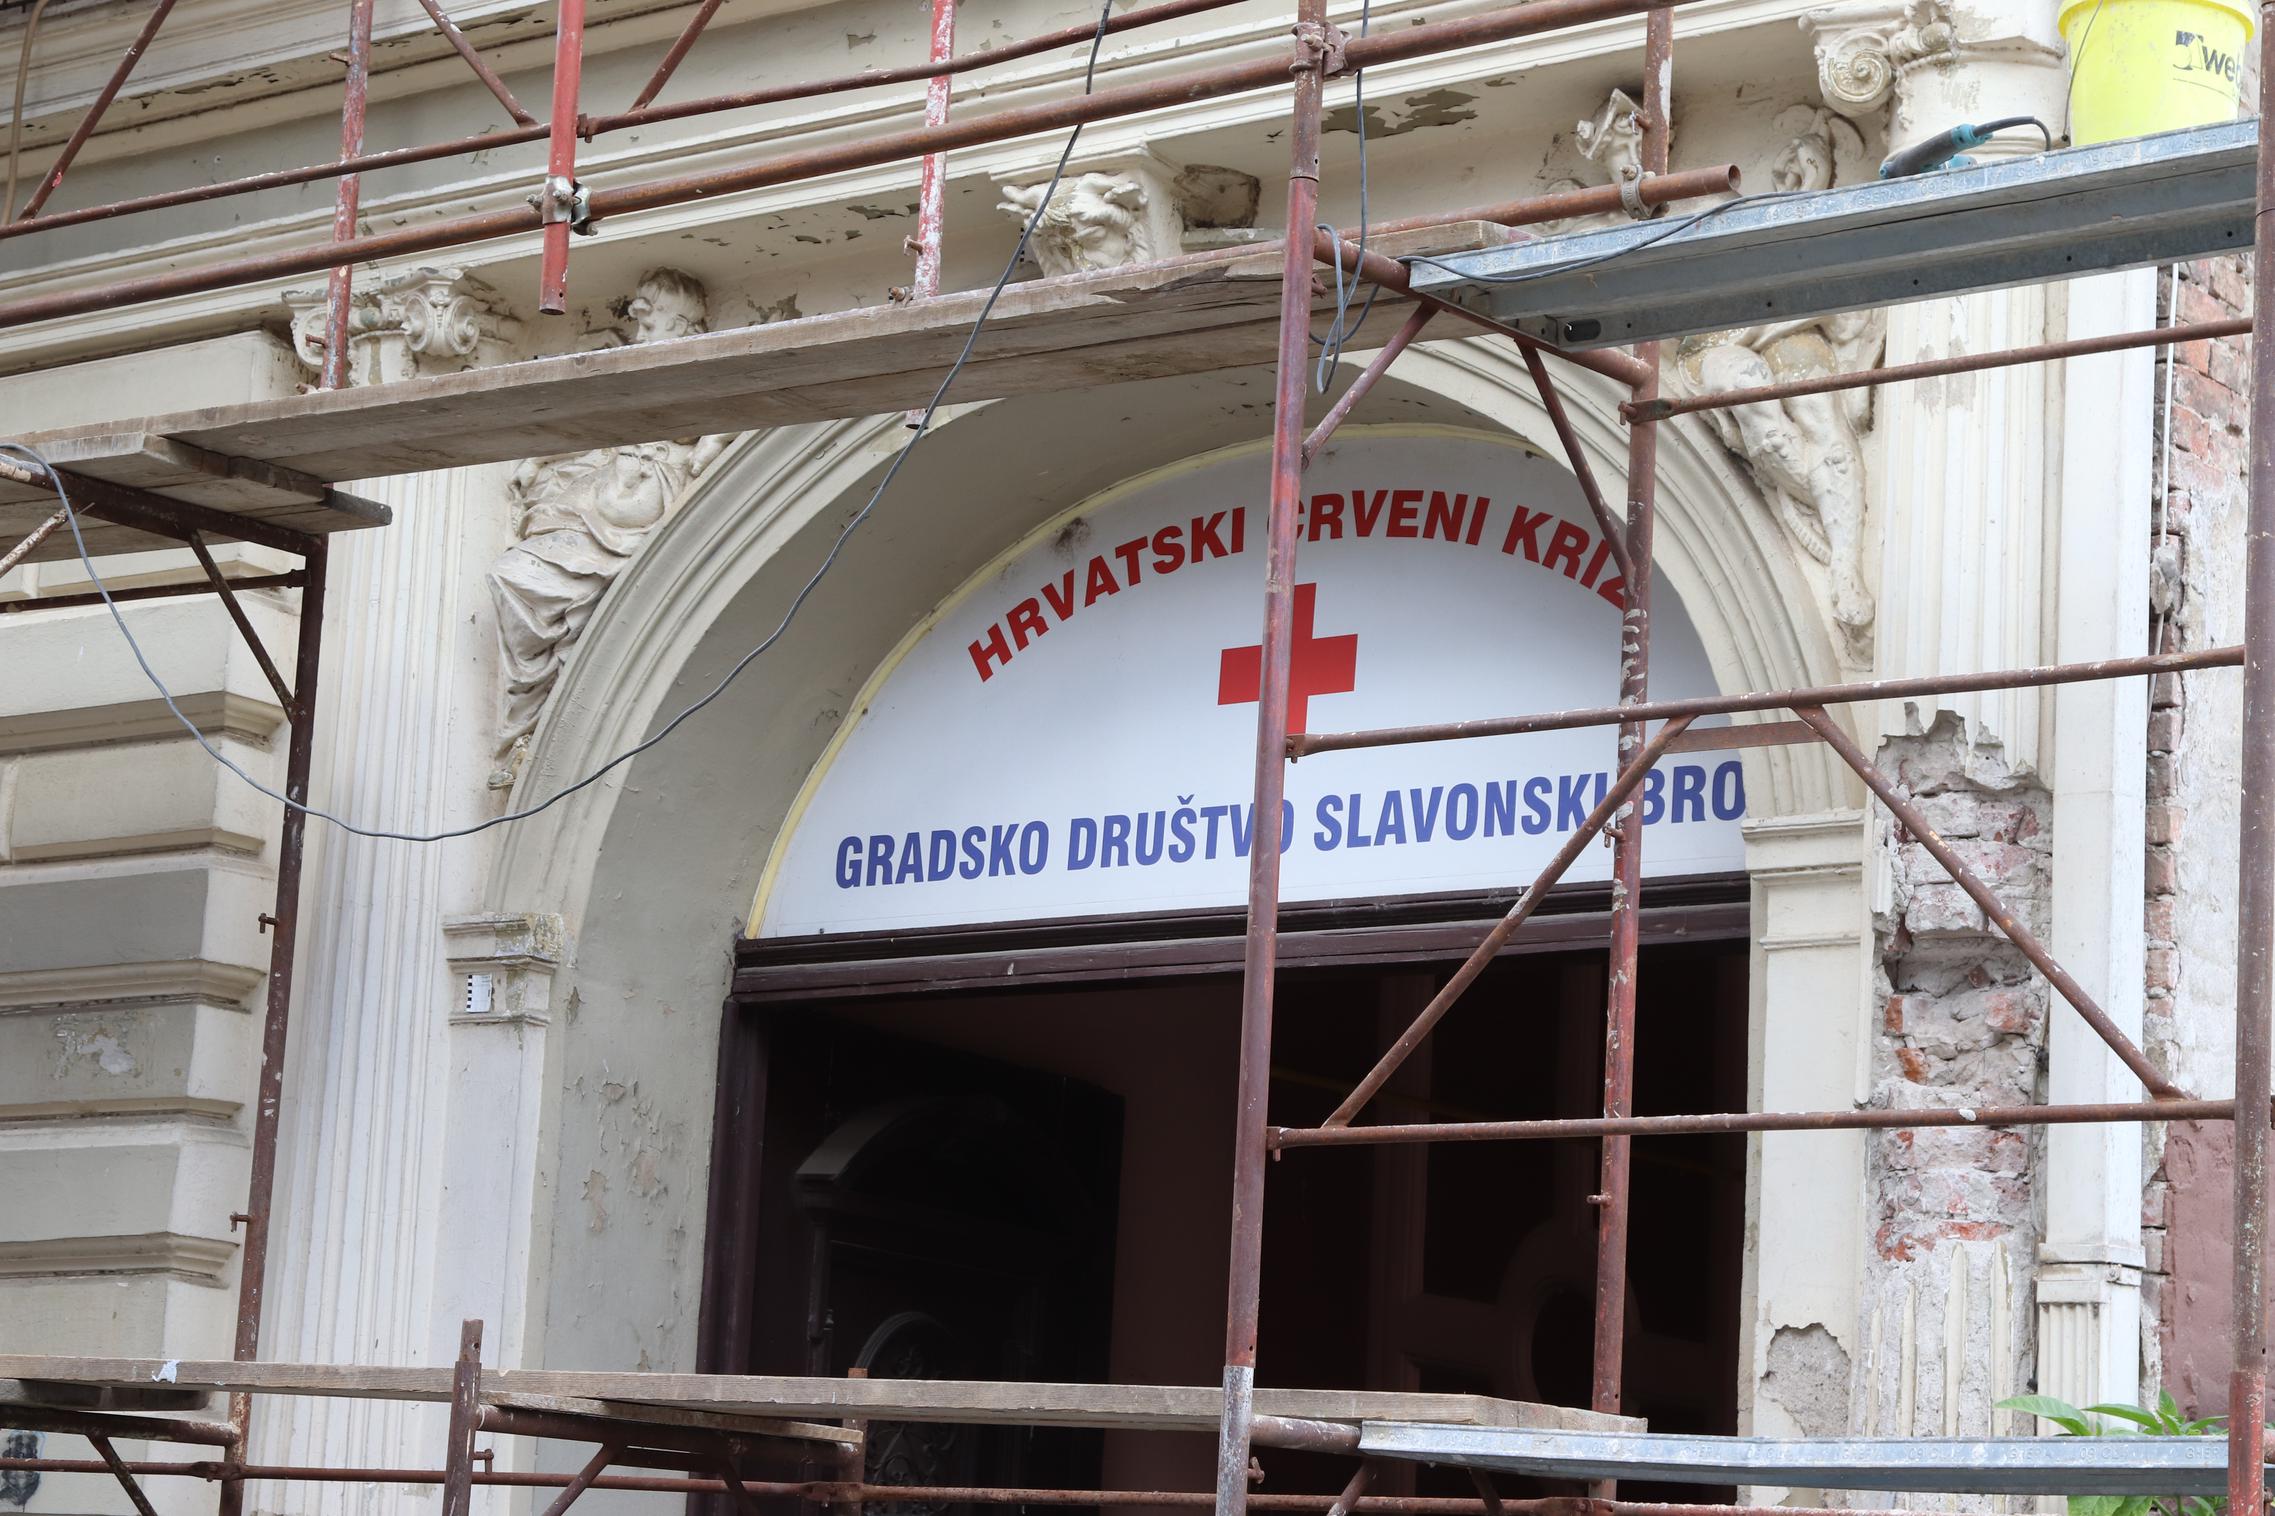 HRVATSKI CRVENI KRIŽ
GRADSKO DRUŠTVO SLAVONSKI BRO